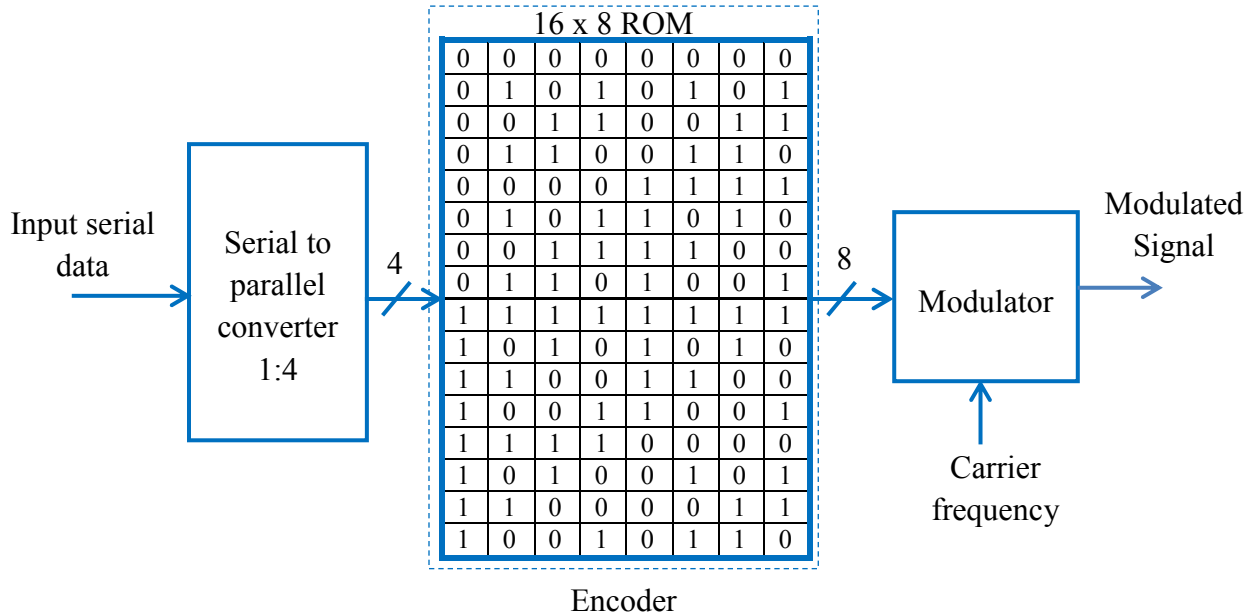 16 x 8 ROM
0 0 0 0 0 0 0 0
0 1 0 1 0 1 0 1
0 0 1 1 0 0 1 1
0 1 1 0 0 1 1 0
0 0 0 0 1 1 1 1
0 1 0 1 1 0 1 0
0 0 1 1 1 1 0 0
0 1 1 0 1 0 0 1
1 1 1 1 1 1 1 1
1 0 1 0 1 0 1 0
1 1 0 0 1 1 0 0
1 0 0 1 1 0 0 1
1 1 1 1 0 0 0 0
1 0 1 0 0 1 0 1
1 1 0 0 0 0 1 1
1 0 0 1 0 1 1 0
Input serial
data
Serial to
parallel
converter
1:4
4
8
Modulator
Modulated
Signal
Carrier
frequency
Encoder